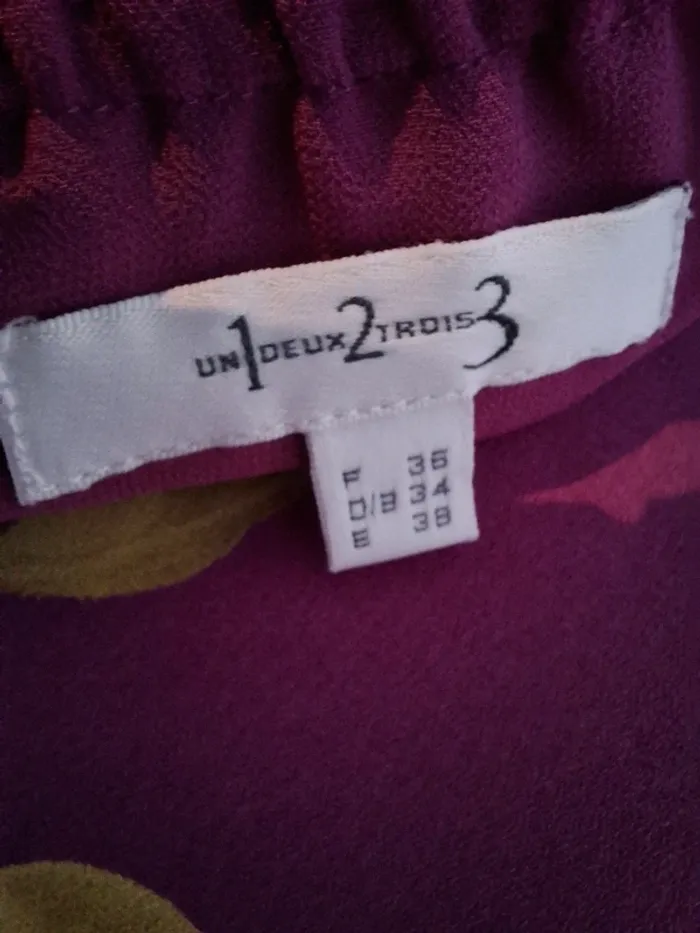 UN1DEUX2TROIS3
F 36
D/B 34
E 38